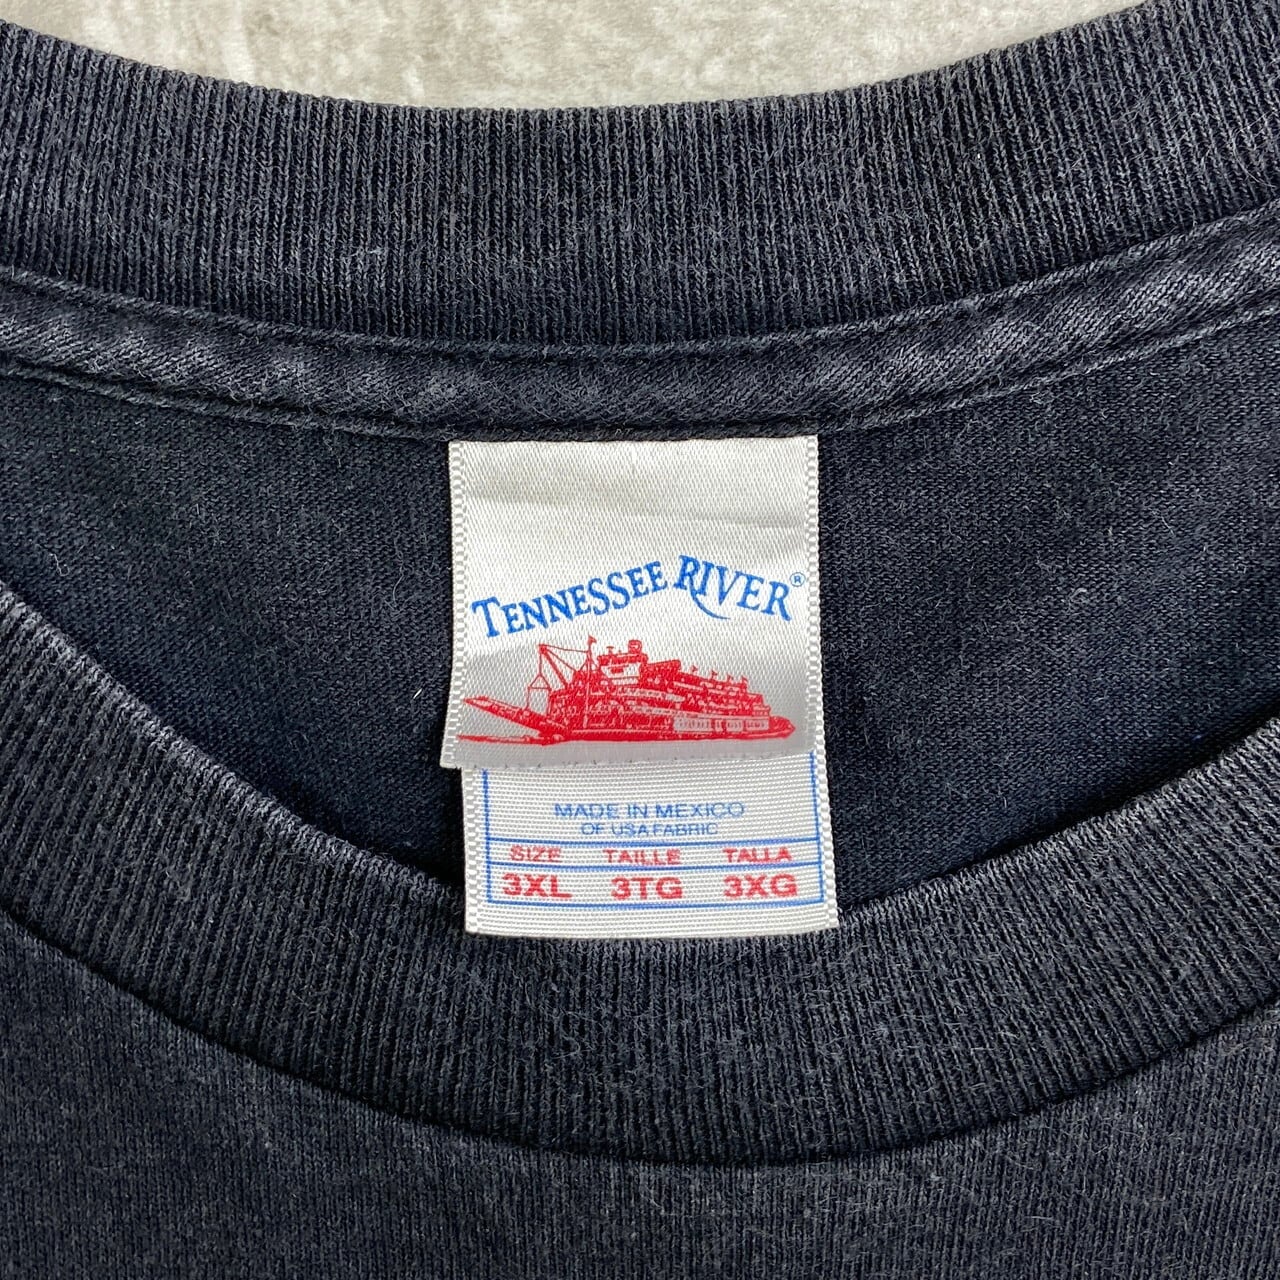 TENNESSEE RIVER®
MADE IN MEXICO
OF USA FABRIC
SIZE TAILLE TALLA
3XL 3TG 3XG